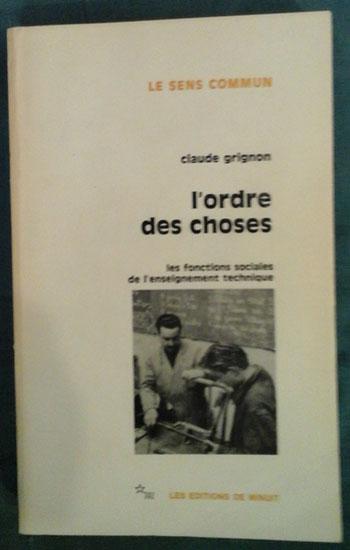 LE SENS COMMUN
claude grignon
l'ordre
des choses
les fonctions sociales
de l'enseignement technique
LES EDITIONS DE MINUIT